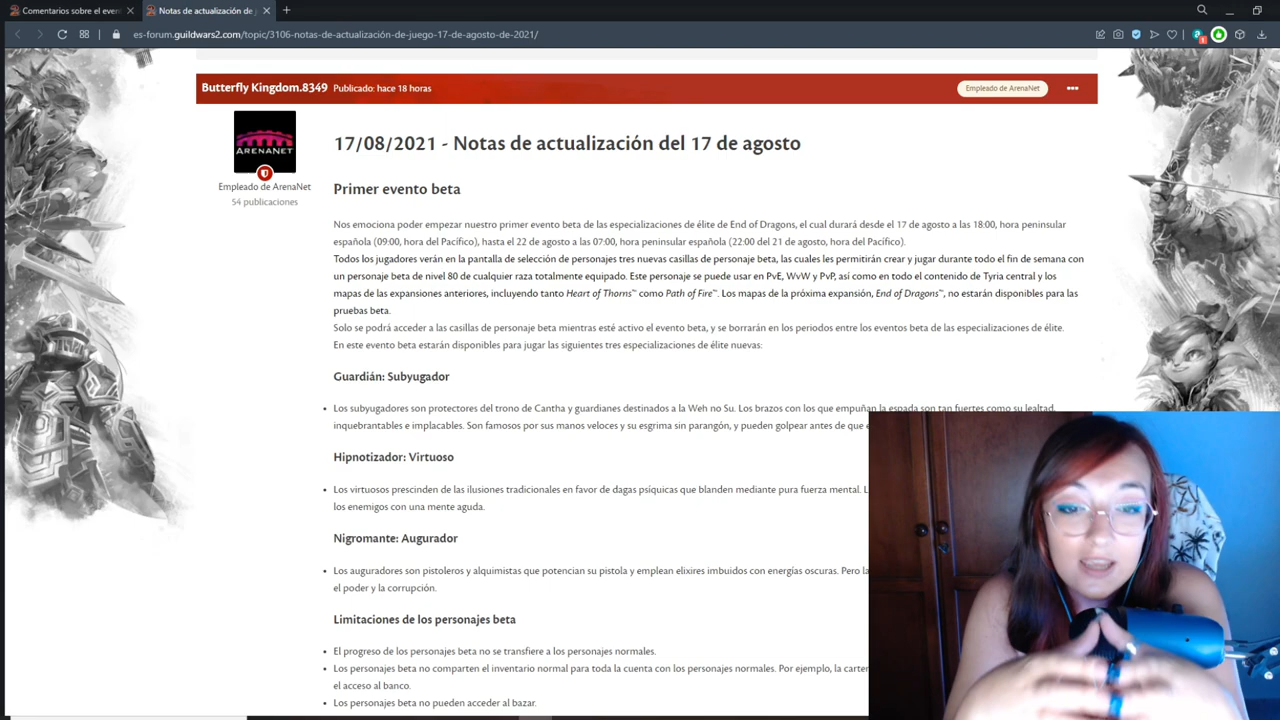 Comentarios sobre el even
Notas de actualización de j
es-forum.guildwars2.com/topic/3106-notas-de-actualización-de-juego-17-de-agosto-de-2021/
Butterfly Kingdom.8349 Publicado: hace 18 horas
Empleado de ArenaNet
ARENANET
Empleado de ArenaNet
54 publicaciones
17/08/2021 - Notas de actualización del 17 de agosto
Primer evento beta
Nos emociona poder empezar nuestro primer evento beta de las especializaciones de élite de End of Dragons, el cual durará desde el 17 de agosto a las 18:00, hora peninsular
española (09:00, hora del Pacífico), hasta el 22 de agosto a las 07:00, hora peninsular española (22:00 del 21 de agosto, hora del Pacífico).
Todos los jugadores verán en la pantalla de selección de personajes tres nuevas casillas de personaje beta, las cuales les permitirán crear y jugar durante todo el fin de semana con
un personaje beta de nivel 80 de cualquier raza totalmente equipado. Este personaje se puede usar en PvE, WvW y PvP, así como en todo el contenido de Tyria central y los
mapas de las expansiones anteriores, incluyendo tanto Heart of Thorns™ como Path of Fire™. Los mapas de la próxima expansión, End of Dragons™, no estarán disponibles para las
pruebas beta.
Solo se podrá acceder a las casillas de personaje beta mientras esté activo el evento beta, y se borrarán en los periodos entre los eventos beta de las especializaciones de élite.
En este evento beta estarán disponibles para jugar las siguientes tres especializaciones de élite nuevas:
Guardián: Subyugador
• Los subyugadores son protectores del trono de Cantha y guardianes destinados a la Weh no Su. Los brazos con los que empuñan la espada son tan fuertes como su lealtad,
inquebrantables e implacables. Son famosos por sus manos veloces y su esgrima sin parangón, y pueden golpear antes de que
Hipnotizador: Virtuoso
• Los virtuosos prescinden de las ilusiones tradicionales en favor de dagas psíquicas que blanden mediante pura fuerza mental.
los enemigos con una mente aguda.
Nigromante: Augurador
• Los auguradores son pistoleros y alquimistas que potencian su pistola y emplean elixires imbuidos con energías oscuras. Pero la
el poder y la corrupción.
Limitaciones de los personajes beta
• El progreso de los personajes beta no se transfiere a los personajes normales.
• Los personajes beta no comparten el inventario normal para toda la cuenta con los personajes normales. Por ejemplo, la carter
el acceso al banco.
• Los personajes beta no pueden acceder al bazar.